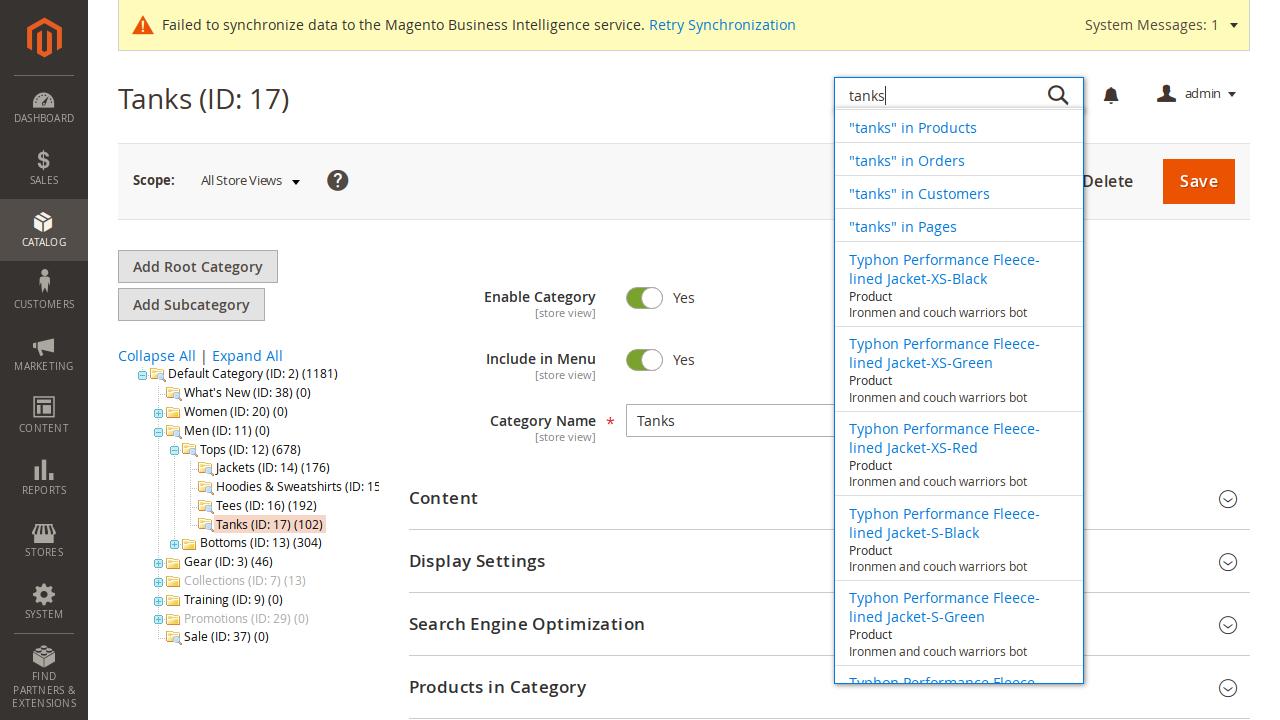 Failed to synchronize data to the Magento Business Intelligence service. Retry Synchronization
System Messages: 1
Tanks (ID: 17)
tanks
admin
"tanks" in Products
"tanks" in Orders
"tanks" in Customers
"tanks" in Pages
Typhon Performance Fleece-
lined Jacket-XS-Black
Product
Ironmen and couch warriors bot
Typhon Performance Fleece-
lined Jacket-XS-Green
Product
Ironmen and couch warriors bot
Typhon Performance Fleece-
lined Jacket-XS-Red
Product
Ironmen and couch warriors bot
Typhon Performance Fleece-
lined Jacket-S-Black
Product
Ironmen and couch warriors bot
Typhon Performance Fleece-
lined Jacket-S-Green
Product
Ironmen and couch warriors bot
Typhon Performance Fleece-
DASHBOARD
SALES
CATALOG
CUSTOMERS
MARKETING
CONTENT
REPORTS
STORES
SYSTEM
FIND
PARTNERS &
EXTENSIONS
Scope: All Store Views ?
Delete
Save
Add Root Category
Add Subcategory
Collapse All | Expand All
Default Category (ID: 2) (1181)
What's New (ID: 38) (0)
Women (ID: 20) (0)
Men (ID: 11) (0)
Tops (ID: 12) (678)
Jackets (ID: 14) (176)
Hoodies & Sweatshirts (ID: 15
Tees (ID: 16) (192)
Tanks (ID: 17) (102)
Bottoms (ID: 13) (304)
Gear (ID: 3) (46)
Collections (ID: 7) (13)
Training (ID: 9) (0)
Promotions (ID: 29) (0)
Sale (ID: 37) (0)
Enable Category
[store view]
Yes
Include in Menu
[store view]
Yes
Category Name *
[store view]
Tanks
Content
Display Settings
Search Engine Optimization
Products in Category